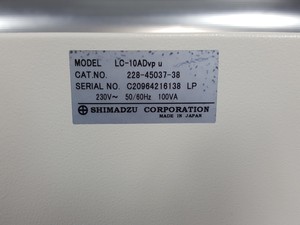 MODEL LC-10ADvp u
CAT.NO. 228-45037-38
SERIAL NO. C20964216138 LP
230V~ 50/60Hz 100VA
SHIMADZU CORPORATION
MADE IN JAPAN